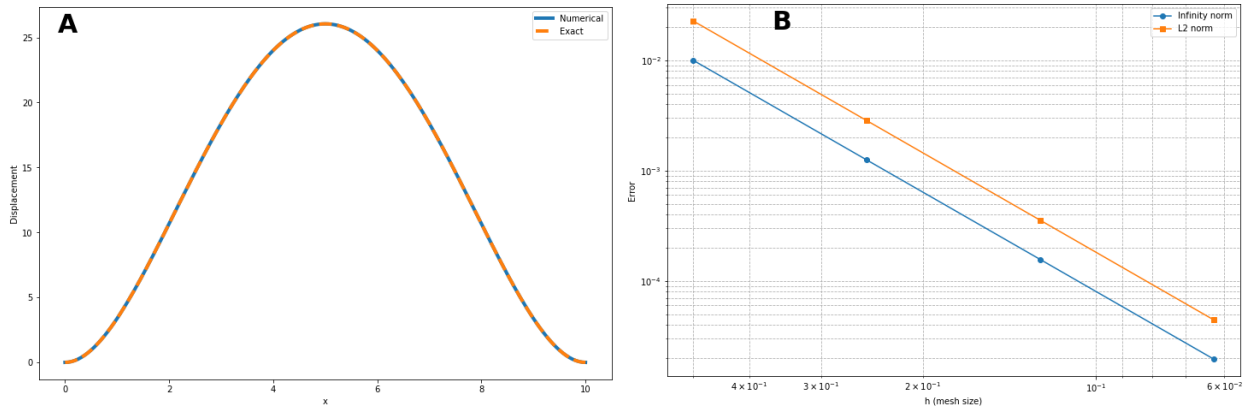 A
Numerical
Exact
25
20
15
10
5
0
Displacement
0 2 4 6 8 10
x
B
Infinity norm
L2 norm
10⁻²
10⁻³
10⁻⁴
Error
4 × 10⁻¹ 3 × 10⁻¹ 2 × 10⁻¹ 10⁻¹ 6 × 10⁻²
h (mesh size)